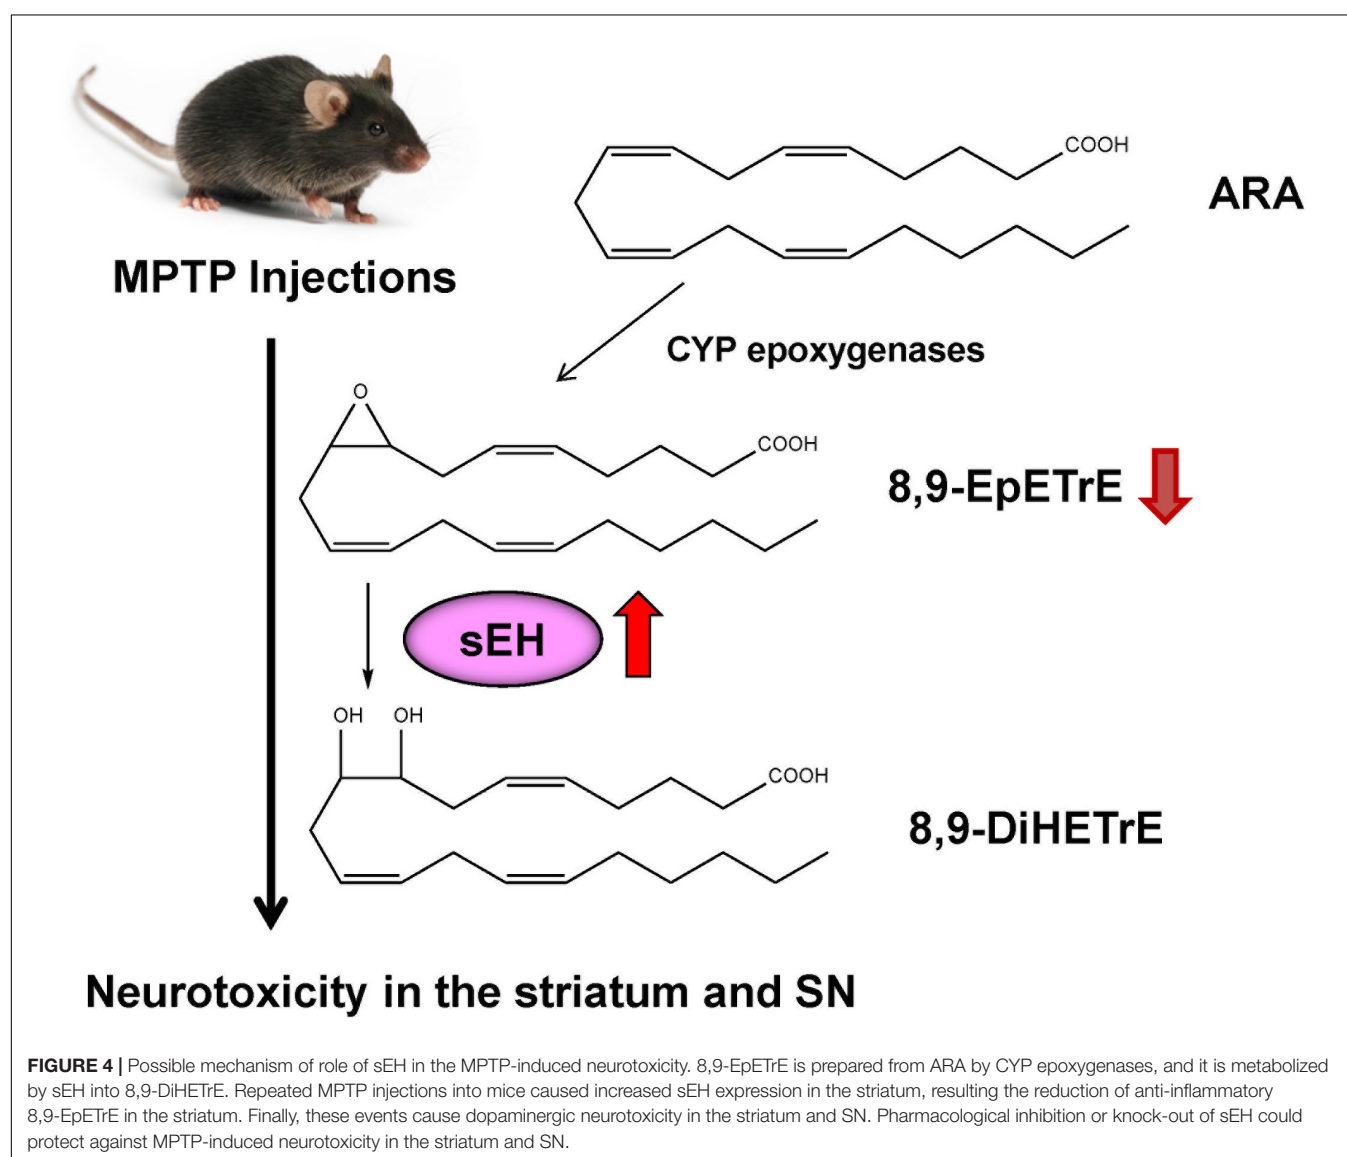 COOH
ARA
MPTP Injections
CYP epoxygenases
O
COOH
8,9-EpETrE
sEH
OH OH
COOH
8,9-DiHETrE
Neurotoxicity in the striatum and SN
FIGURE 4 | Possible mechanism of role of sEH in the MPTP-induced neurotoxicity. 8,9-EpETrE is prepared from ARA by CYP epoxygenases, and it is metabolized
by sEH into 8,9-DiHETrE. Repeated MPTP injections into mice caused increased sEH expression in the striatum, resulting the reduction of anti-inflammatory
8,9-EpETrE in the striatum. Finally, these events cause dopaminergic neurotoxicity in the striatum and SN. Pharmacological inhibition or knock-out of sEH could
protect against MPTP-induced neurotoxicity in the striatum and SN.